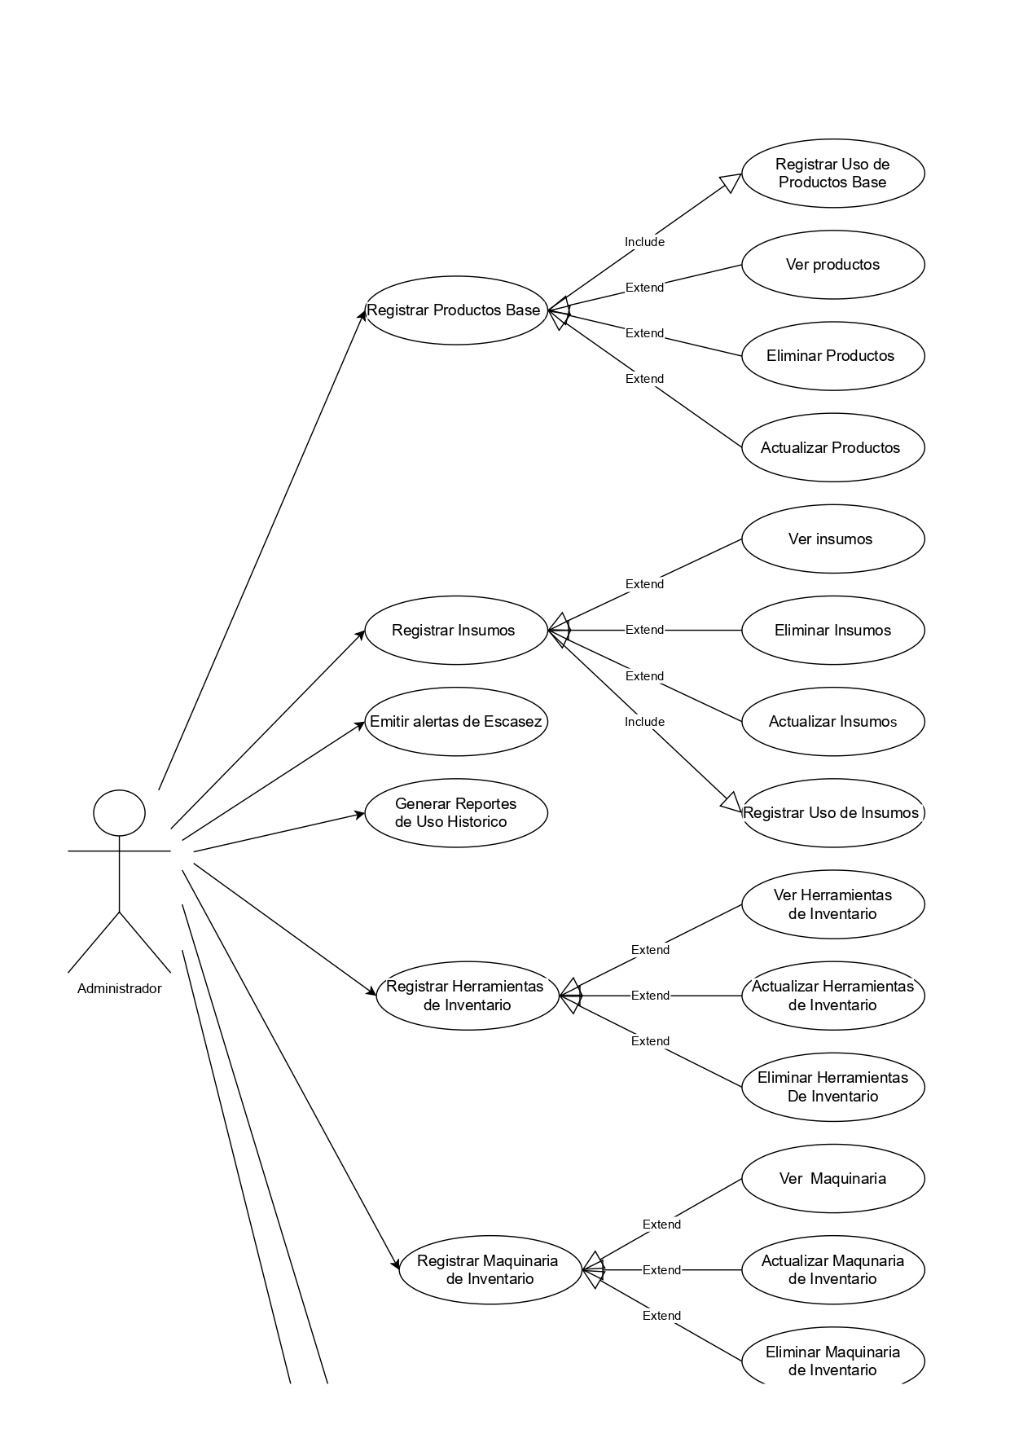 Registrar Uso de
Productos Base
Include
Ver productos
Extend
Registrar Productos Base
Extend
Eliminar Productos
Extend
Actualizar Productos
Ver insumos
Extend
Registrar Insumos
Extend
Eliminar Insumos
Extend
Emitir alertas de Escasez
Include
Actualizar Insumos
Generar Reportes
de Uso Historico
Registrar Uso de Insumos
Ver Herramientas
de Inventario
Extend
Administrador
Registrar Herramientas
de Inventario
Extend
Actualizar Herramientas
de Inventario
Extend
Eliminar Herramientas
De Inventario
Ver  Maquinaria
Extend
Registrar Maquinaria
de Inventario
Extend
Actualizar Maqunaria
de Inventario
Extend
Eliminar Maquinaria
de Inventario